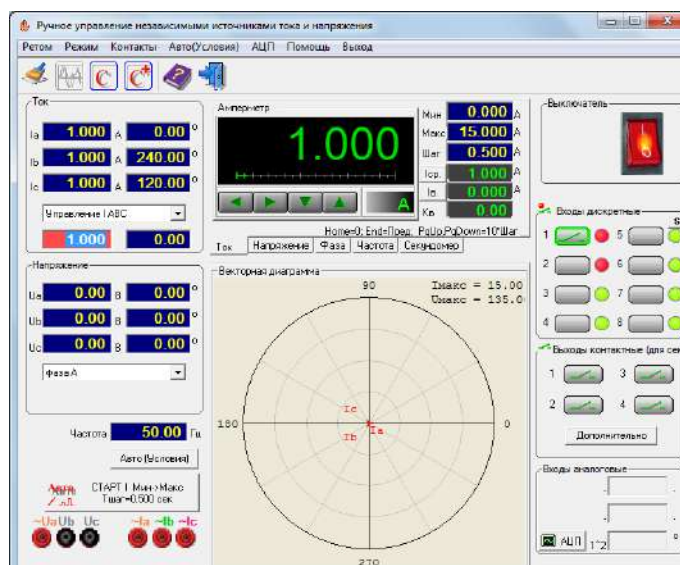 Ручное управление независимыми источниками тока и напряжения
Ретом Режим Контакты Авто(Условия) АЦП Помощь Выход
Ток
Ia 1.000 А 0.00 °
Ib 1.000 А 240.00 °
Ic 1.000 А 120.00 °
Управление I ABC
1.000 0.00
Напряжение
Ua 0.00 В 0.00 °
Ub 0.00 В 0.00 °
Uc 0.00 В 0.00 °
Фаза А
Частота 50.00 Гц
Авто (Условия)
СТАРТ I Мин->Макс
Tшаг=0.500 сек
~Ua Ub Uc ~Ia ~Ib ~Ic
Амперметр
1.000
A
Мин 0.000 А
Макс 15.000 А
Шаг 0.500 А
Iср. 1.000 А
Iв 0.000 А
Кв 0.00
Home=0; End=Пред. PgUp,PgDown=10*Шаг
Ток Напряжение Фаза Частота Секундомер
Векторная диаграмма
90 Iмакс = 15.00
Uмакс = 135.0
Ic
180 Ia 0
Ib
270
Выключатель
Входы дискретные
1 5
2 6
3 7
4 8
Выходы контактные (для сек
1 3
2 4
Дополнительно
Входы аналоговые
АЦП 1^2 °